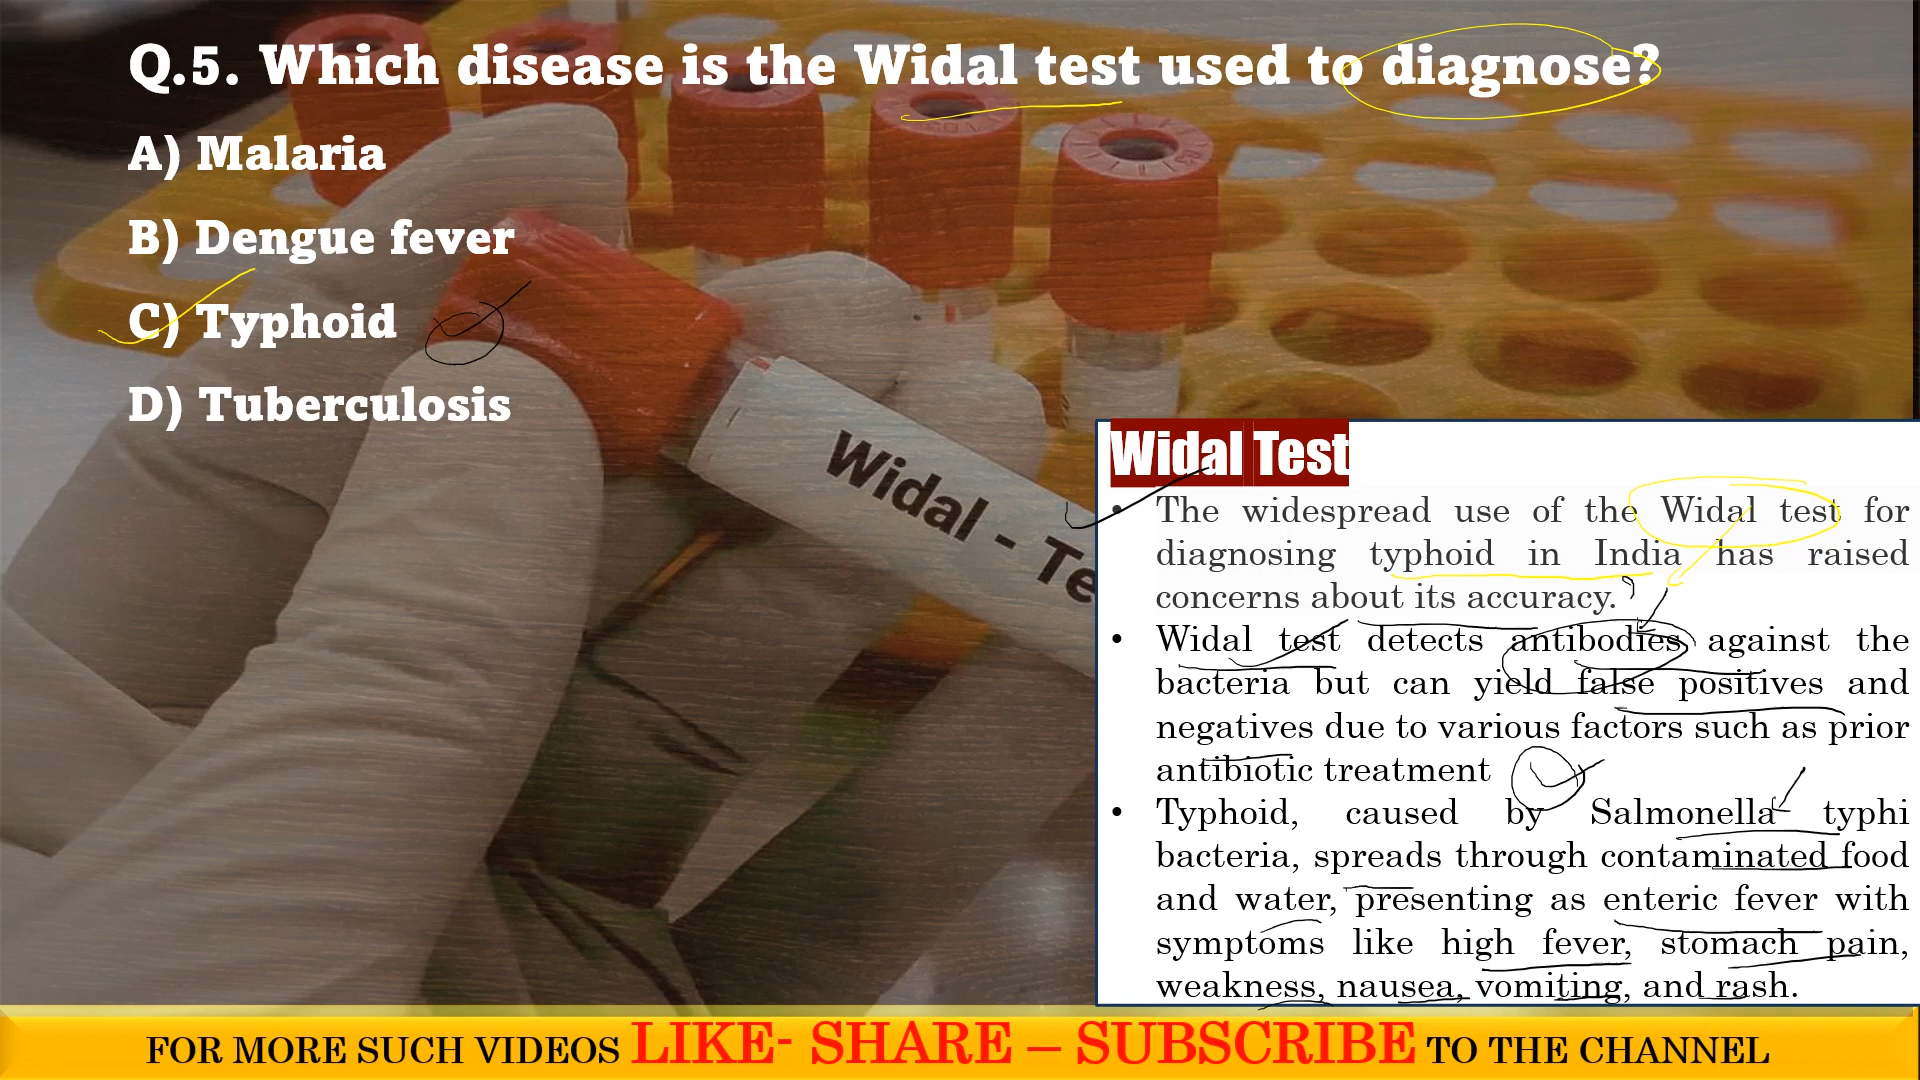 Q.5. Which disease is the Widal test used to diagnose?
A) Malaria
B) Dengue fever
C) Typhoid
D) Tuberculosis
Widal - Te
Widal Test
• The widespread use of the Widal test for
diagnosing typhoid in India has raised
concerns about its accuracy.
• Widal test detects antibodies against the
bacteria but can yield false positives and
negatives due to various factors such as prior
antibiotic treatment
• Typhoid, caused by Salmonella typhi
bacteria, spreads through contaminated food
and water, presenting as enteric fever with
symptoms like high fever, stomach pain,
weakness, nausea, vomiting, and rash.
FOR MORE SUCH VIDEOS LIKE- SHARE – SUBSCRIBE TO THE CHANNEL